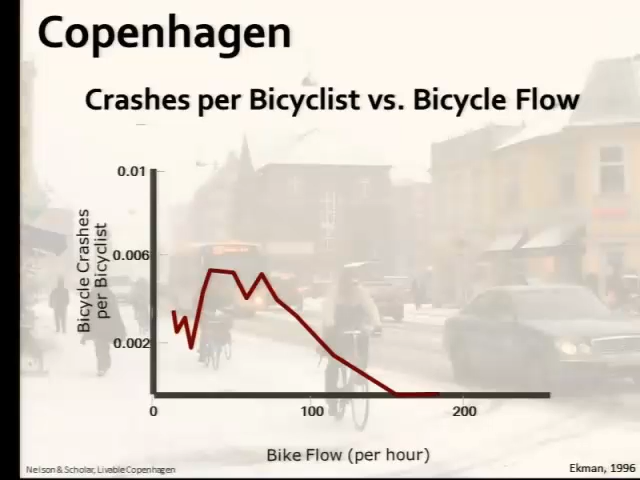 Copenhagen
Crashes per Bicyclist vs. Bicycle Flow
0.01
0.006
0.002
Bicycle Crashes
per Bicyclist
0
100
200
Bike Flow (per hour)
Nelson & Scholar, Livable Copenhagen
Ekman, 1996